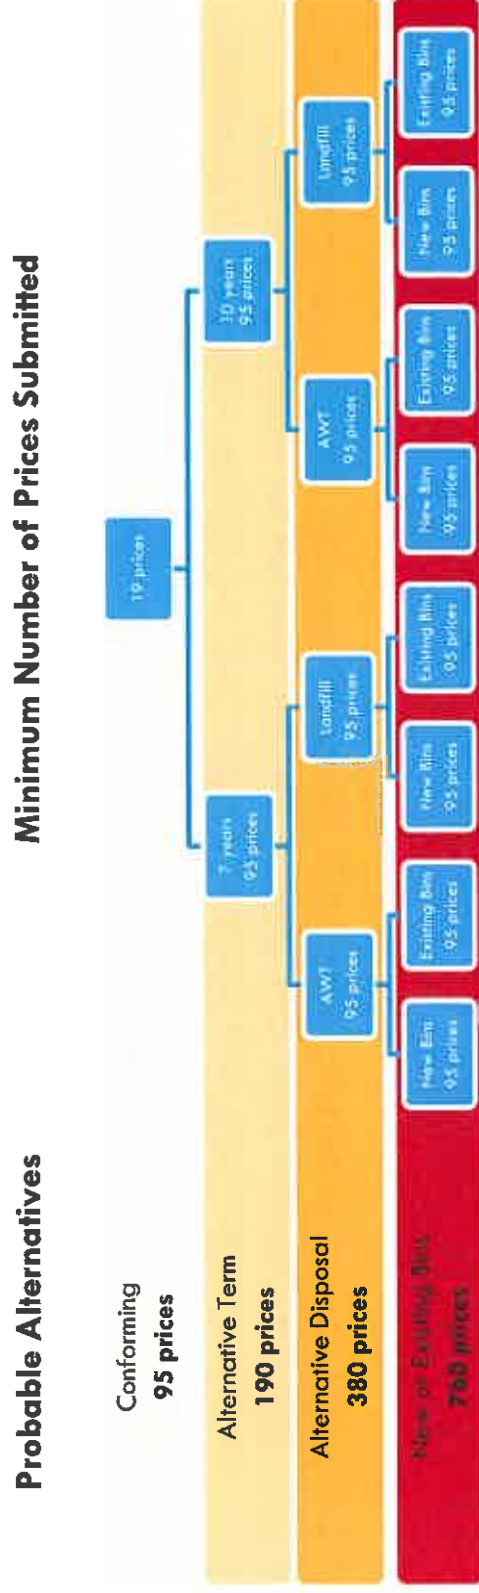 Probable Alternatives
Minimum Number of Prices Submitted
Conforming
95 prices
19 prices
Alternative Term
190 prices
7 years
95 prices
10 years
95 prices
Alternative Disposal
380 prices
AWT
95 prices
Landfill
95 prices
AWT
95 prices
Landfill
95 prices
New or Existing Bins
760 prices
New Bins
95 prices
Existing Bins
95 prices
New Bins
95 prices
Existing Bins
95 prices
New Bins
95 prices
Existing Bins
95 prices
New Bins
95 prices
Existing Bins
95 prices